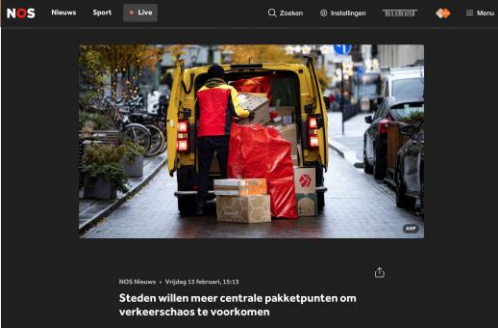 NOS Nieuws Sport • Live Zoeken Instellingen TELETEKST Menu
ANP
NOS Nieuws • Vrijdag 13 februari, 15:13
Steden willen meer centrale pakketpunten om
verkeerschaos te voorkomen